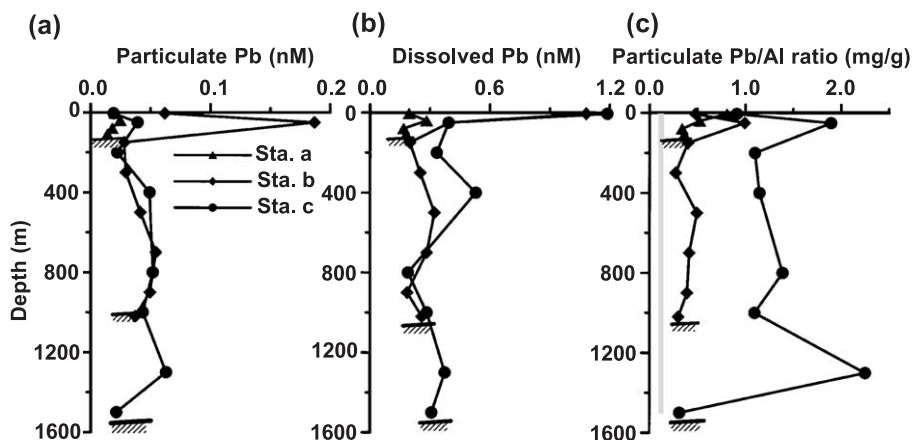 (a) (b) (c)
Particulate Pb (nM) Dissolved Pb (nM) Particulate Pb/Al ratio (mg/g)
0.0 0.1 0.2 0.0 0.6 1.2 0.0 1.0 2.0
0 0 0
400 400 400
800 800 800
1200 1200 1200
1600 1600 1600
Depth (m)
Sta. a
Sta. b
Sta. c